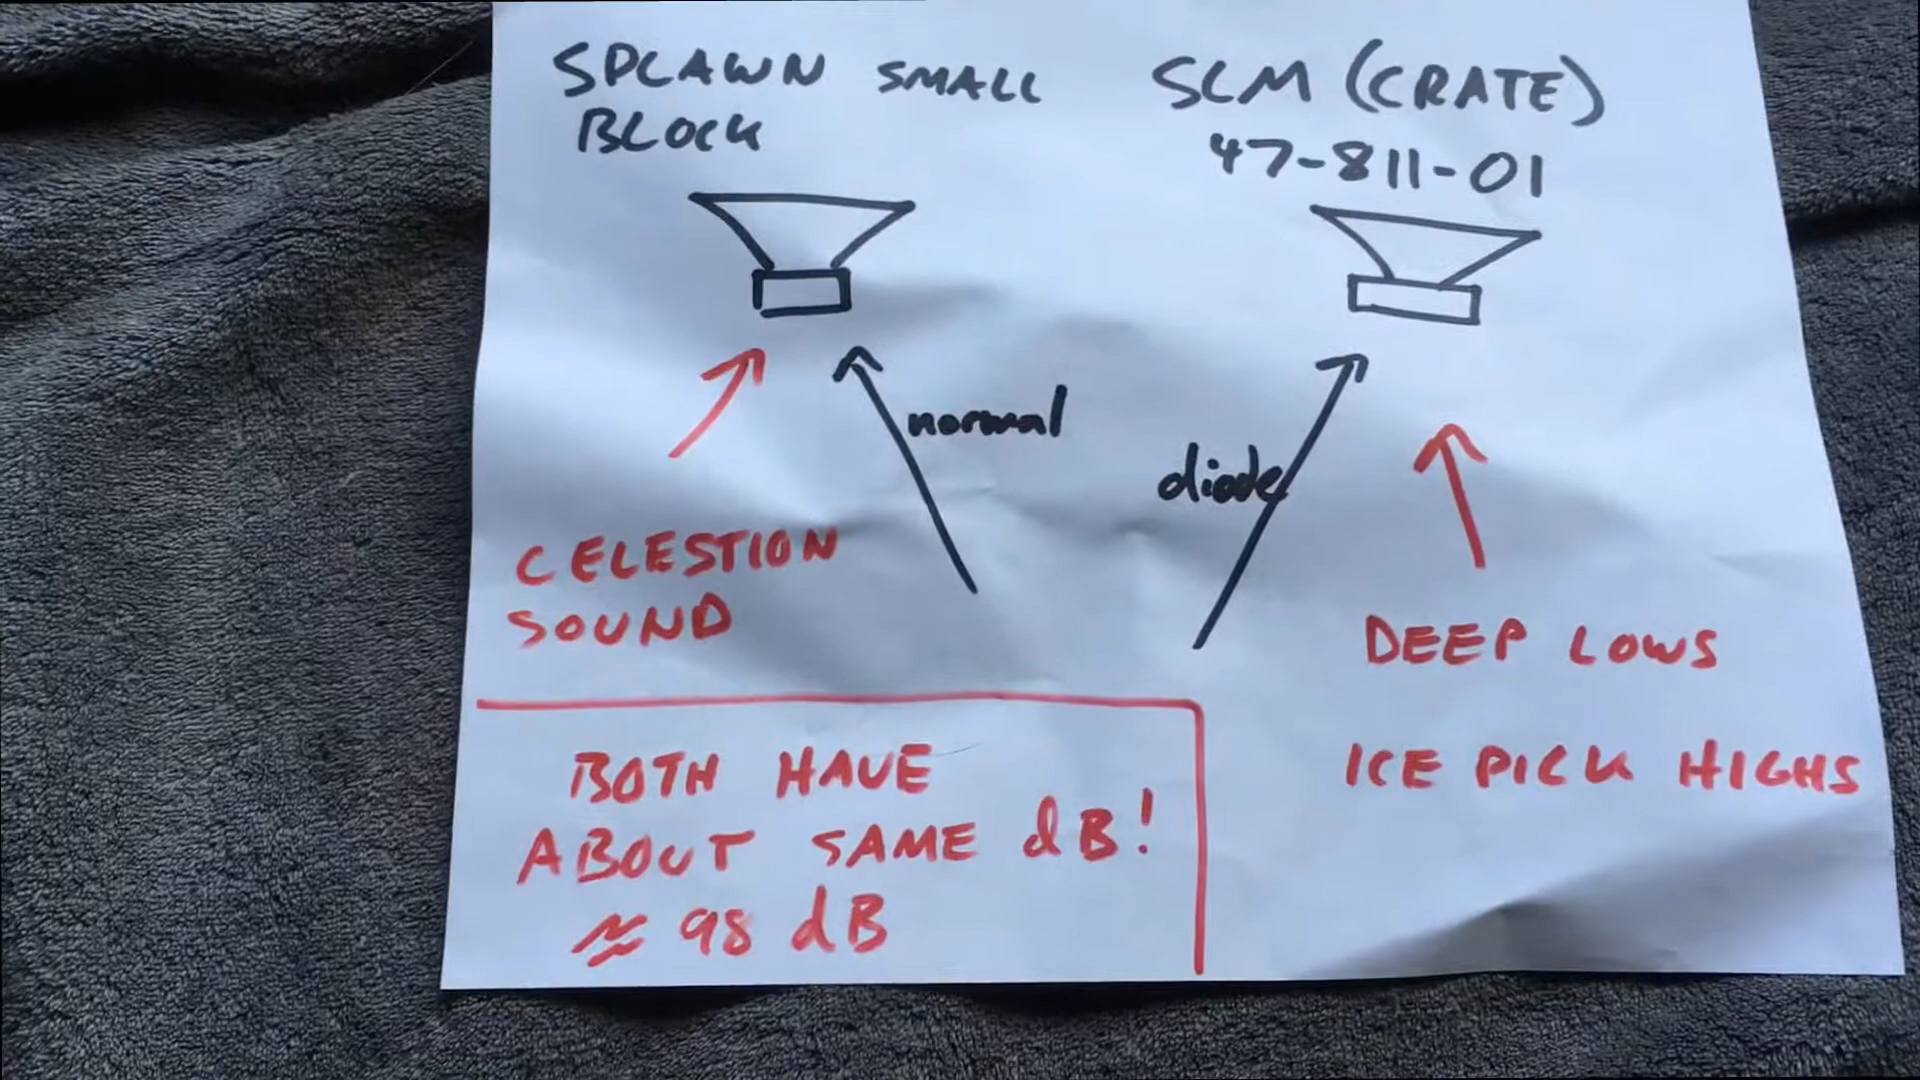 SPLAWN SMALL
BLOCK
SLM (CRATE)
47-811-01
normal
diode
CELESTION
SOUND
DEEP LOWS
ICE PICK HIGHS
BOTH HAVE
ABOUT SAME dB!
≈ 98 dB